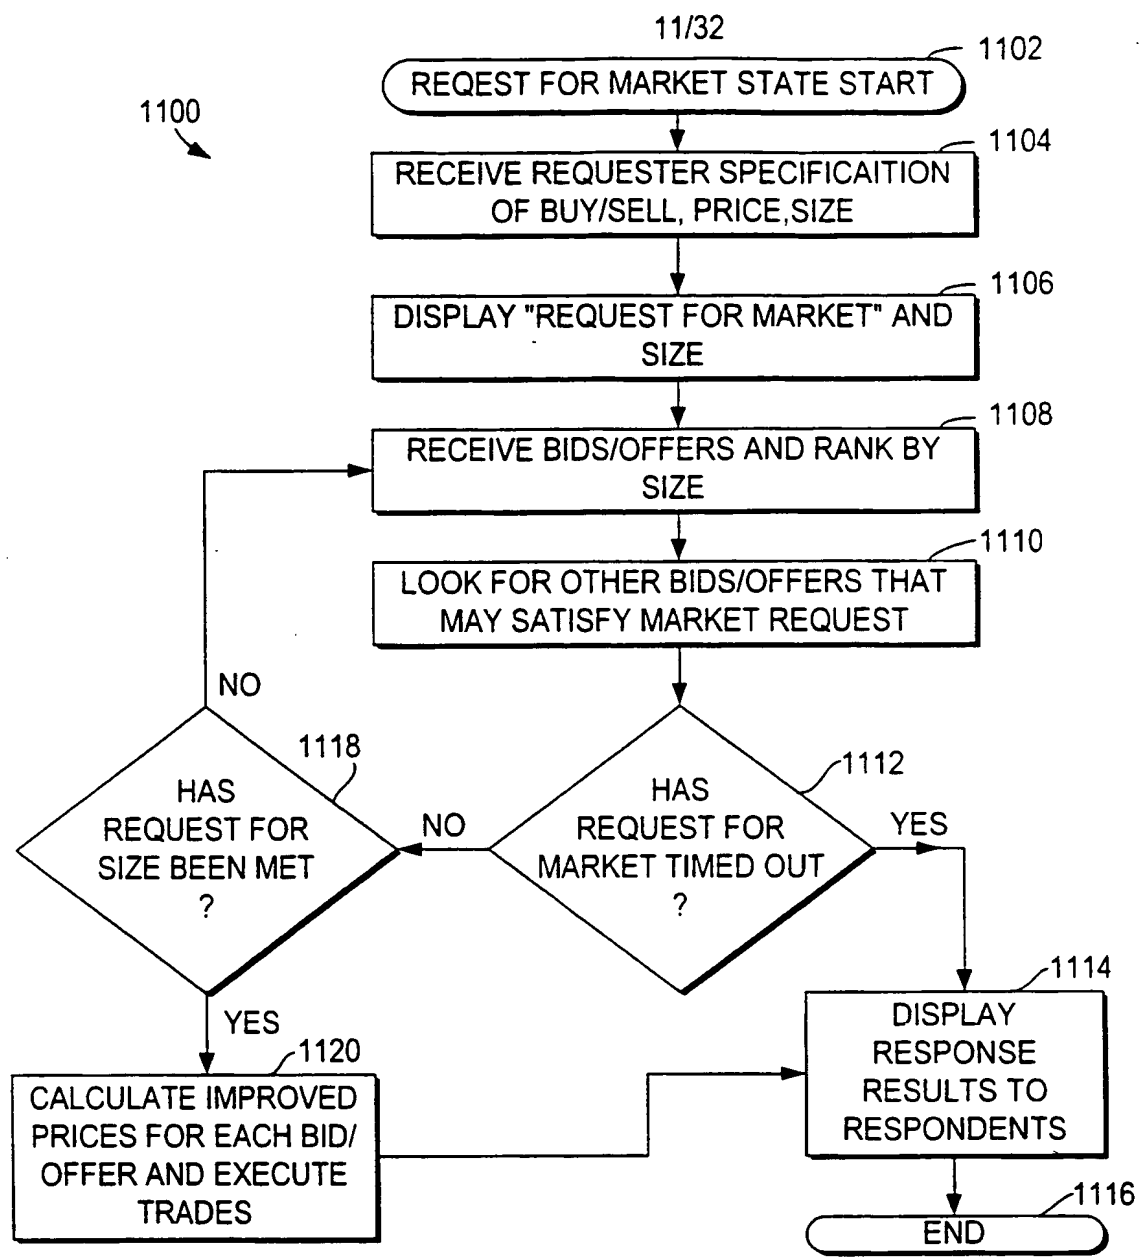 11/32
1102
REQEST FOR MARKET STATE START
1100
1104
RECEIVE REQUESTER SPECIFICAITION
OF BUY/SELL, PRICE,SIZE
1106
DISPLAY "REQUEST FOR MARKET" AND
SIZE
1108
RECEIVE BIDS/OFFERS AND RANK BY
SIZE
1110
LOOK FOR OTHER BIDS/OFFERS THAT
MAY SATISFY MARKET REQUEST
1112
HAS
REQUEST FOR
MARKET TIMED OUT
?
YES
NO
1118
HAS
REQUEST FOR
SIZE BEEN MET
?
NO
YES
1120
CALCULATE IMPROVED
PRICES FOR EACH BID/
OFFER AND EXECUTE
TRADES
1114
DISPLAY
RESPONSE
RESULTS TO
RESPONDENTS
1116
END